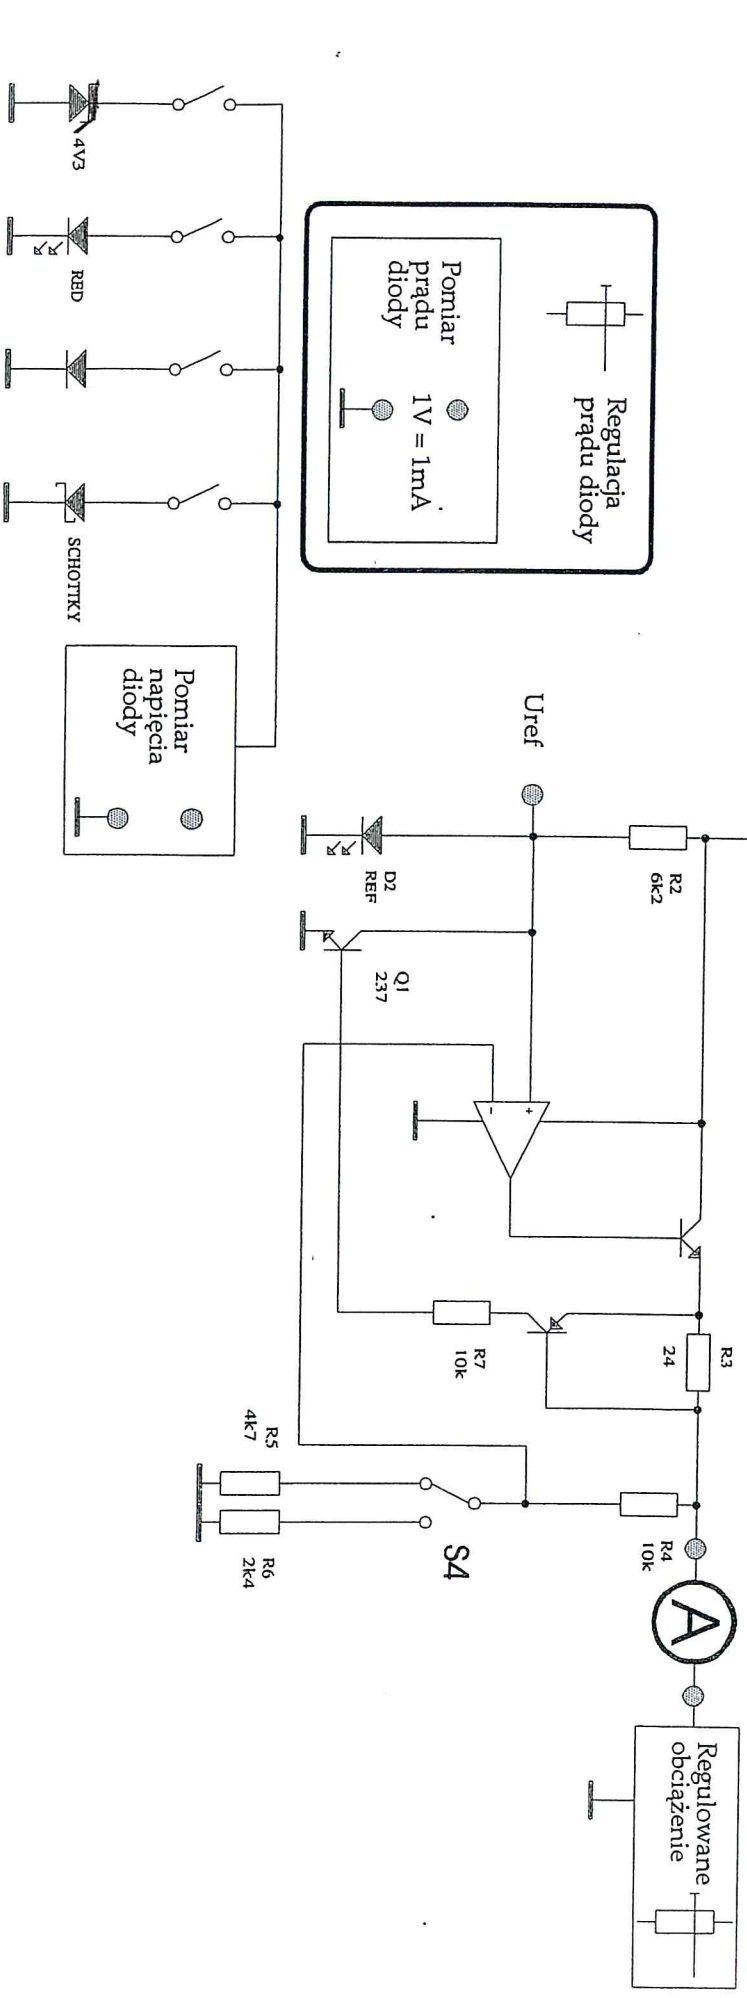 4V3
RED
SCHOTTKY
Regulacja
prądu diody
Pomiar
prądu
diody
1V = 1mA
Pomiar
napięcia
diody
Uref
R2
6k2
D2
REF
Q1
237
+
-
R3
24
R7
10k
R4
10k
R5
4k7
R6
2k4
S4
A
Regulowane
obciążenie